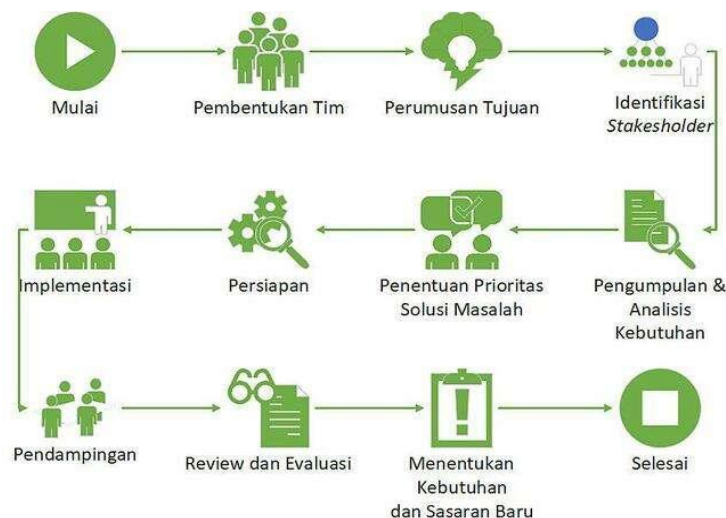 Mulai
Pembentukan Tim
Perumusan Tujuan
Identifikasi
Stakesholder
Pengumpulan &
Analisis
Kebutuhan
Penentuan Prioritas
Solusi Masalah
Persiapan
Implementasi
Pendampingan
Review dan Evaluasi
Menentukan
Kebutuhan
dan Sasaran Baru
Selesai